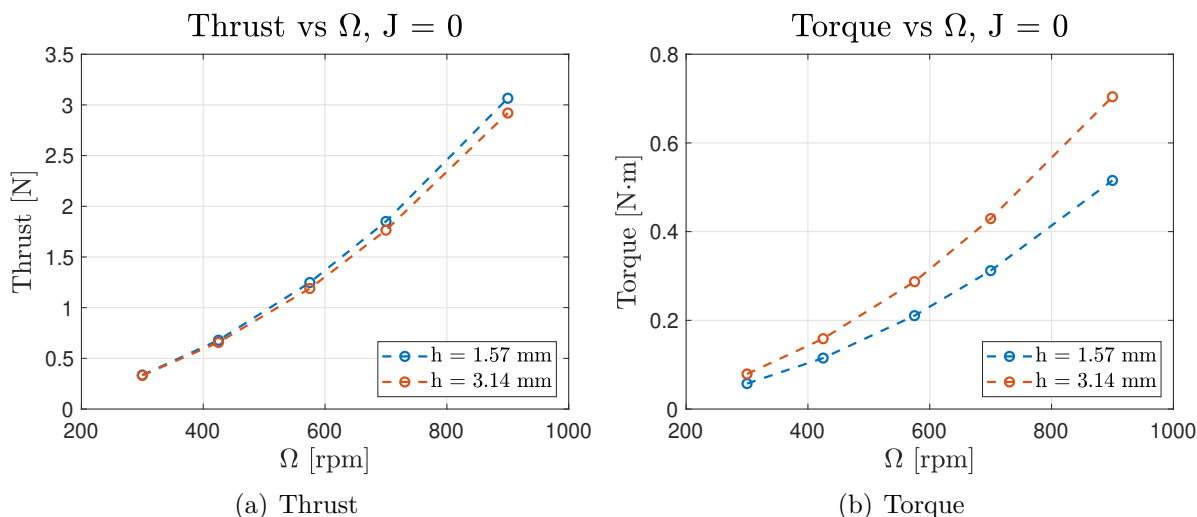 Thrust vs Ω, J = 0
Thrust [N]
3.5
3
2.5
2
1.5
1
0.5
0
200 400 600 800 1000
Ω [rpm]
h = 1.57 mm
h = 3.14 mm
(a) Thrust
Torque vs Ω, J = 0
Torque [N·m]
0.8
0.6
0.4
0.2
0
200 400 600 800 1000
Ω [rpm]
h = 1.57 mm
h = 3.14 mm
(b) Torque